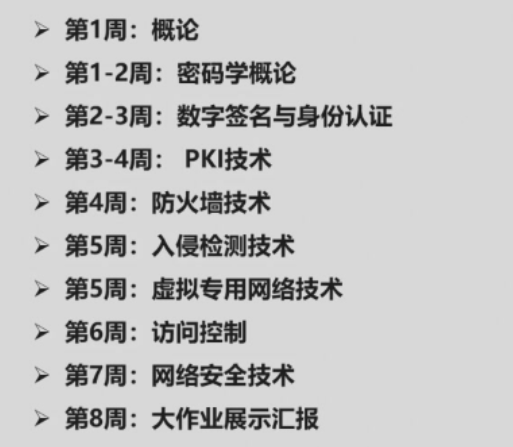 ➢ 第1周：概论
➢ 第1-2周：密码学概论
➢ 第2-3周：数字签名与身份认证
➢ 第3-4周： PKI技术
➢ 第4周：防火墙技术
➢ 第5周：入侵检测技术
➢ 第5周：虚拟专用网络技术
➢ 第6周：访问控制
➢ 第7周：网络安全技术
➢ 第8周：大作业展示汇报